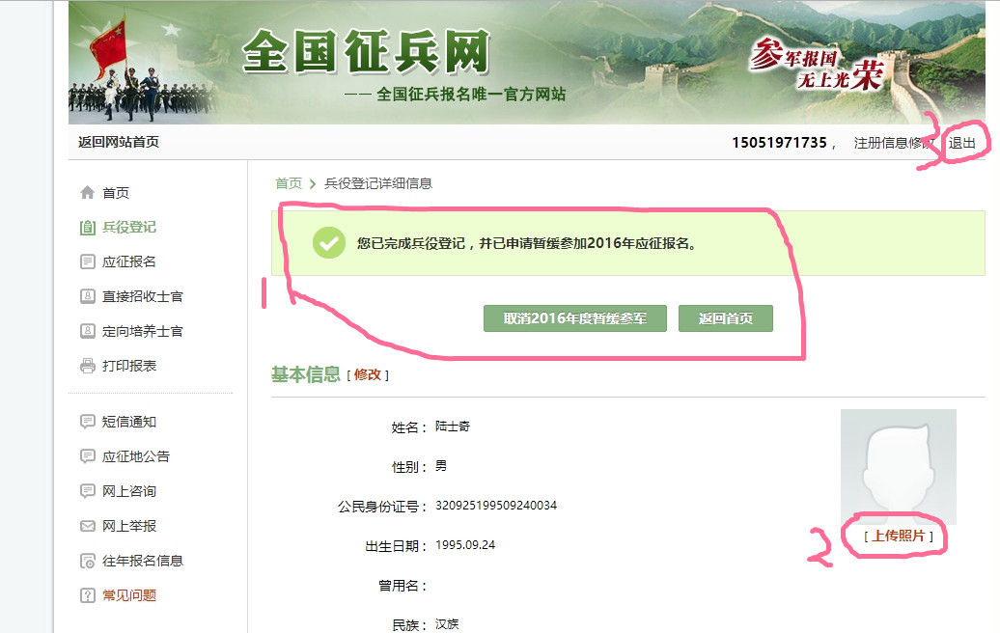 全国征兵网
—— 全国征兵报名唯一官方网站
参军报国
无上光荣
返回网站首页
15051971735 , 注册信息修改 退出
3
首页
兵役登记
应征报名
直接招收士官
定向培养士官
打印报表
短信通知
应征地公告
网上咨询
网上举报
往年报名信息
常见问题
首页 > 兵役登记详细信息
1
您已完成兵役登记，并已申请暂缓参加2016年应征报名。
取消2016年度暂缓参军 返回首页
基本信息 [ 修改 ]
姓名： 陆士奇
性别： 男
公民身份证号： 320925199509240034
出生日期： 1995.09.24
曾用名：
民族： 汉族
2
[ 上传照片 ]